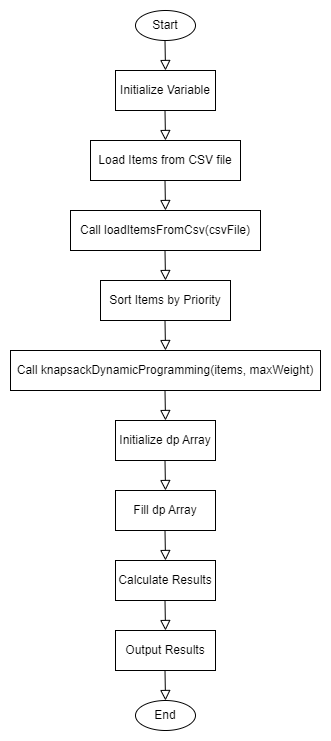 Start
Initialize Variable
Load Items from CSV file
Call loadItemsFromCsv(csvFile)
Sort Items by Priority
Call knapsackDynamicProgramming(items, maxWeight)
Initialize dp Array
Fill dp Array
Calculate Results
Output Results
End